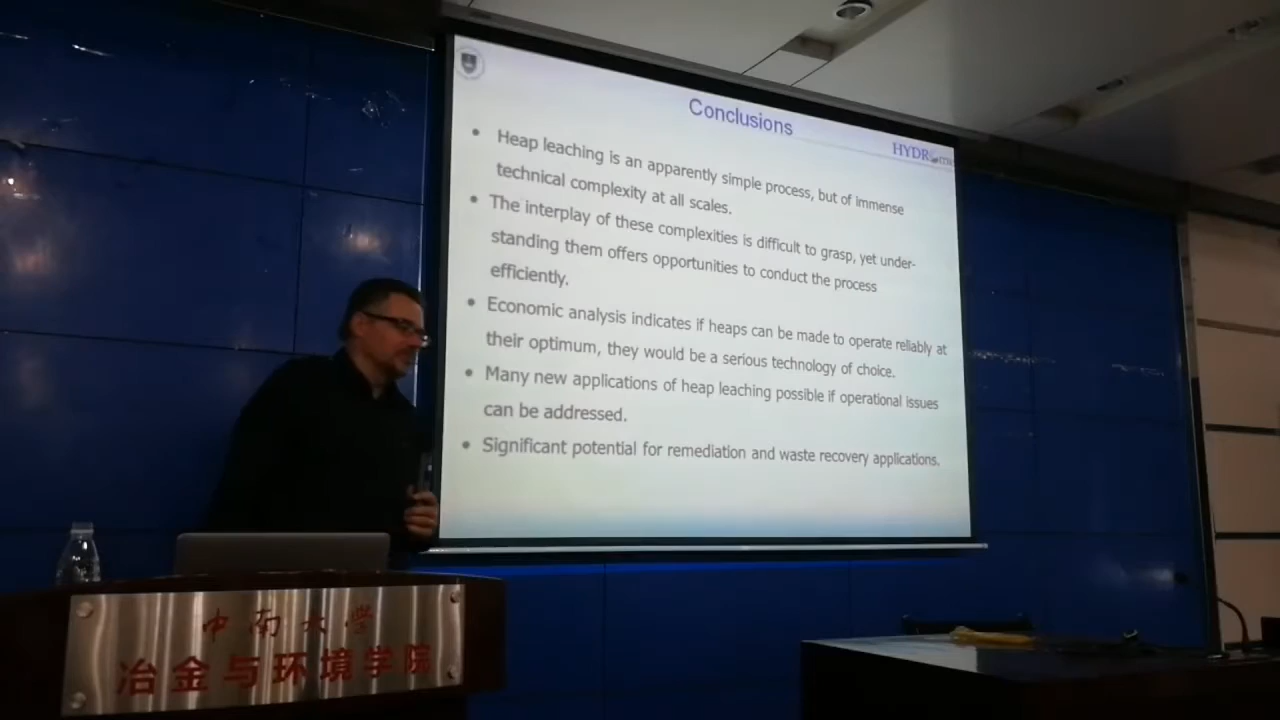 Conclusions
HYDR me
• Heap leaching is an apparently simple process, but of immense
technical complexity at all scales.
• The interplay of these complexities is difficult to grasp, yet under-
standing them offers opportunities to conduct the process
efficiently.
• Economic analysis indicates if heaps can be made to operate reliably at
their optimum, they would be a serious technology of choice.
• Many new applications of heap leaching possible if operational issues
can be addressed.
• Significant potential for remediation and waste recovery applications.
中南大学
冶金与环境学院